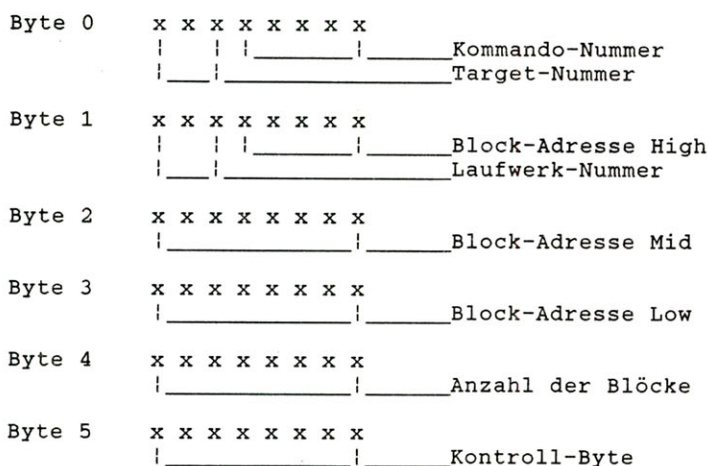 Byte 0 x x x x x x x x
Kommando-Nummer
Target-Nummer
Byte 1 x x x x x x x x
Block-Adresse High
Laufwerk-Nummer
Byte 2 x x x x x x x x
Block-Adresse Mid
Byte 3 x x x x x x x x
Block-Adresse Low
Byte 4 x x x x x x x x
Anzahl der Blöcke
Byte 5 x x x x x x x x
Kontroll-Byte